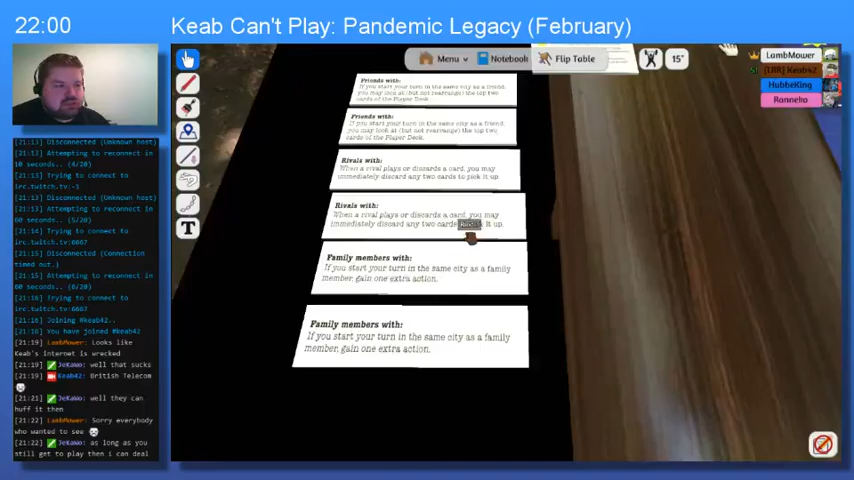 22:00
Keab Can't Play: Pandemic Legacy (February)
Menu
Notebook
Flip Table
15"
LambMower
HubbeKing
Ronneko
[21:13] Disconnected (Unknown host)
[21:13] Attempting to reconnect in
10 seconds.. (4/20)
[21:13] Trying to connect to
irc.twitch.tv:-1
[21:13] Disconnected (Unknown
host)
[21:13] Attempting to reconnect in
60 seconds.. (5/20)
[21:14] Trying to connect to
irc.twitch.tv:6667
[21:15] Disconnected (Connection
timed out.)
[21:15] Attempting to reconnect in
60 seconds.. (6/20)
[21:16] Trying to connect to
irc.twitch.tv:6667
[21:16] Joining #keab42..
[21:16] You have joined #keab42
[21:19] LambMower: Looks like
Keab's internet is wrecked
[21:19] JeKaWo: well that sucks
[21:19] Keab42: British Telecom
[21:21] JeKaWo: well they can
huff it then
[21:22] LambMower: Sorry everybody
who wanted to see
[21:22] JeKaWo: as long as you
still get to play then i can deal
Friends with:
If you start your turn in the same city as a friend,
you may look at (but not rearrange) the top two
cards of the Player Deck.
Friends with:
If you start your turn in the same city as a friend,
you may look at (but not rearrange) the top two
cards of the Player Deck.
Rivals with:
When a rival plays or discards a card, you may
immediately discard any two cards to pick it up.
Rivals with:
When a rival plays or discards a card, you may
immediately discard any two cards it up.
Family members with:
If you start your turn in the same city as a family
member, gain one extra action.
Family members with:
If you start your turn in the same city as a family
member, gain one extra action.
T